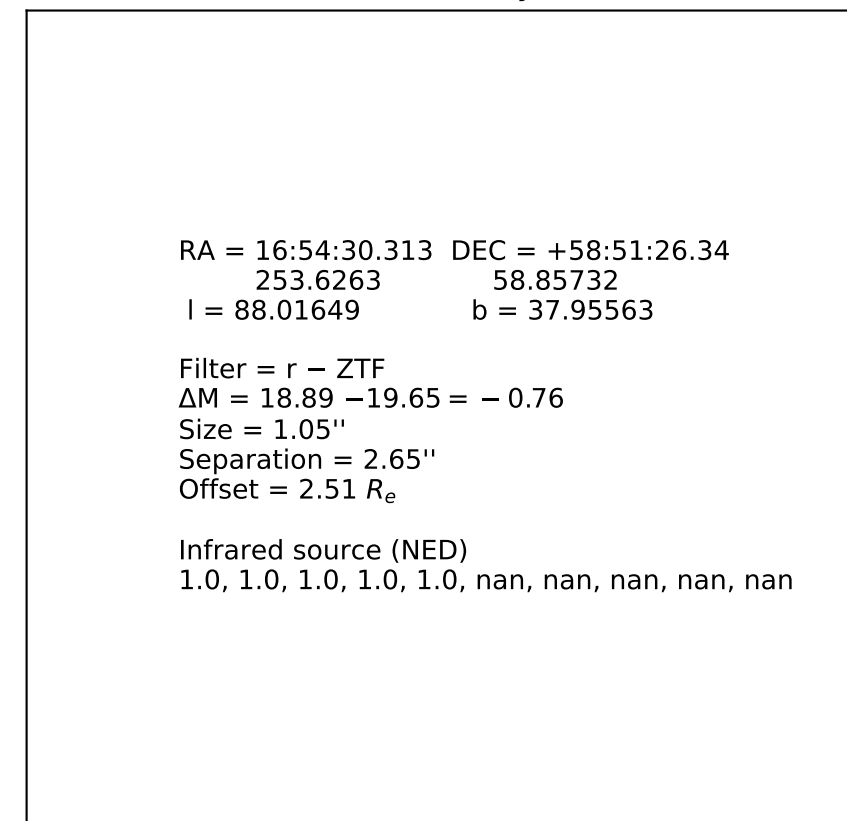 RA = 16:54:30.313  DEC = +58:51:26.34
253.6263 58.85732
l = 88.01649 b = 37.95563
Filter = r − ZTF
ΔM = 18.89 −19.65 = − 0.76
Size = 1.05''
Separation = 2.65''
Offset = 2.51 Re
Infrared source (NED)
1.0, 1.0, 1.0, 1.0, 1.0, nan, nan, nan, nan, nan